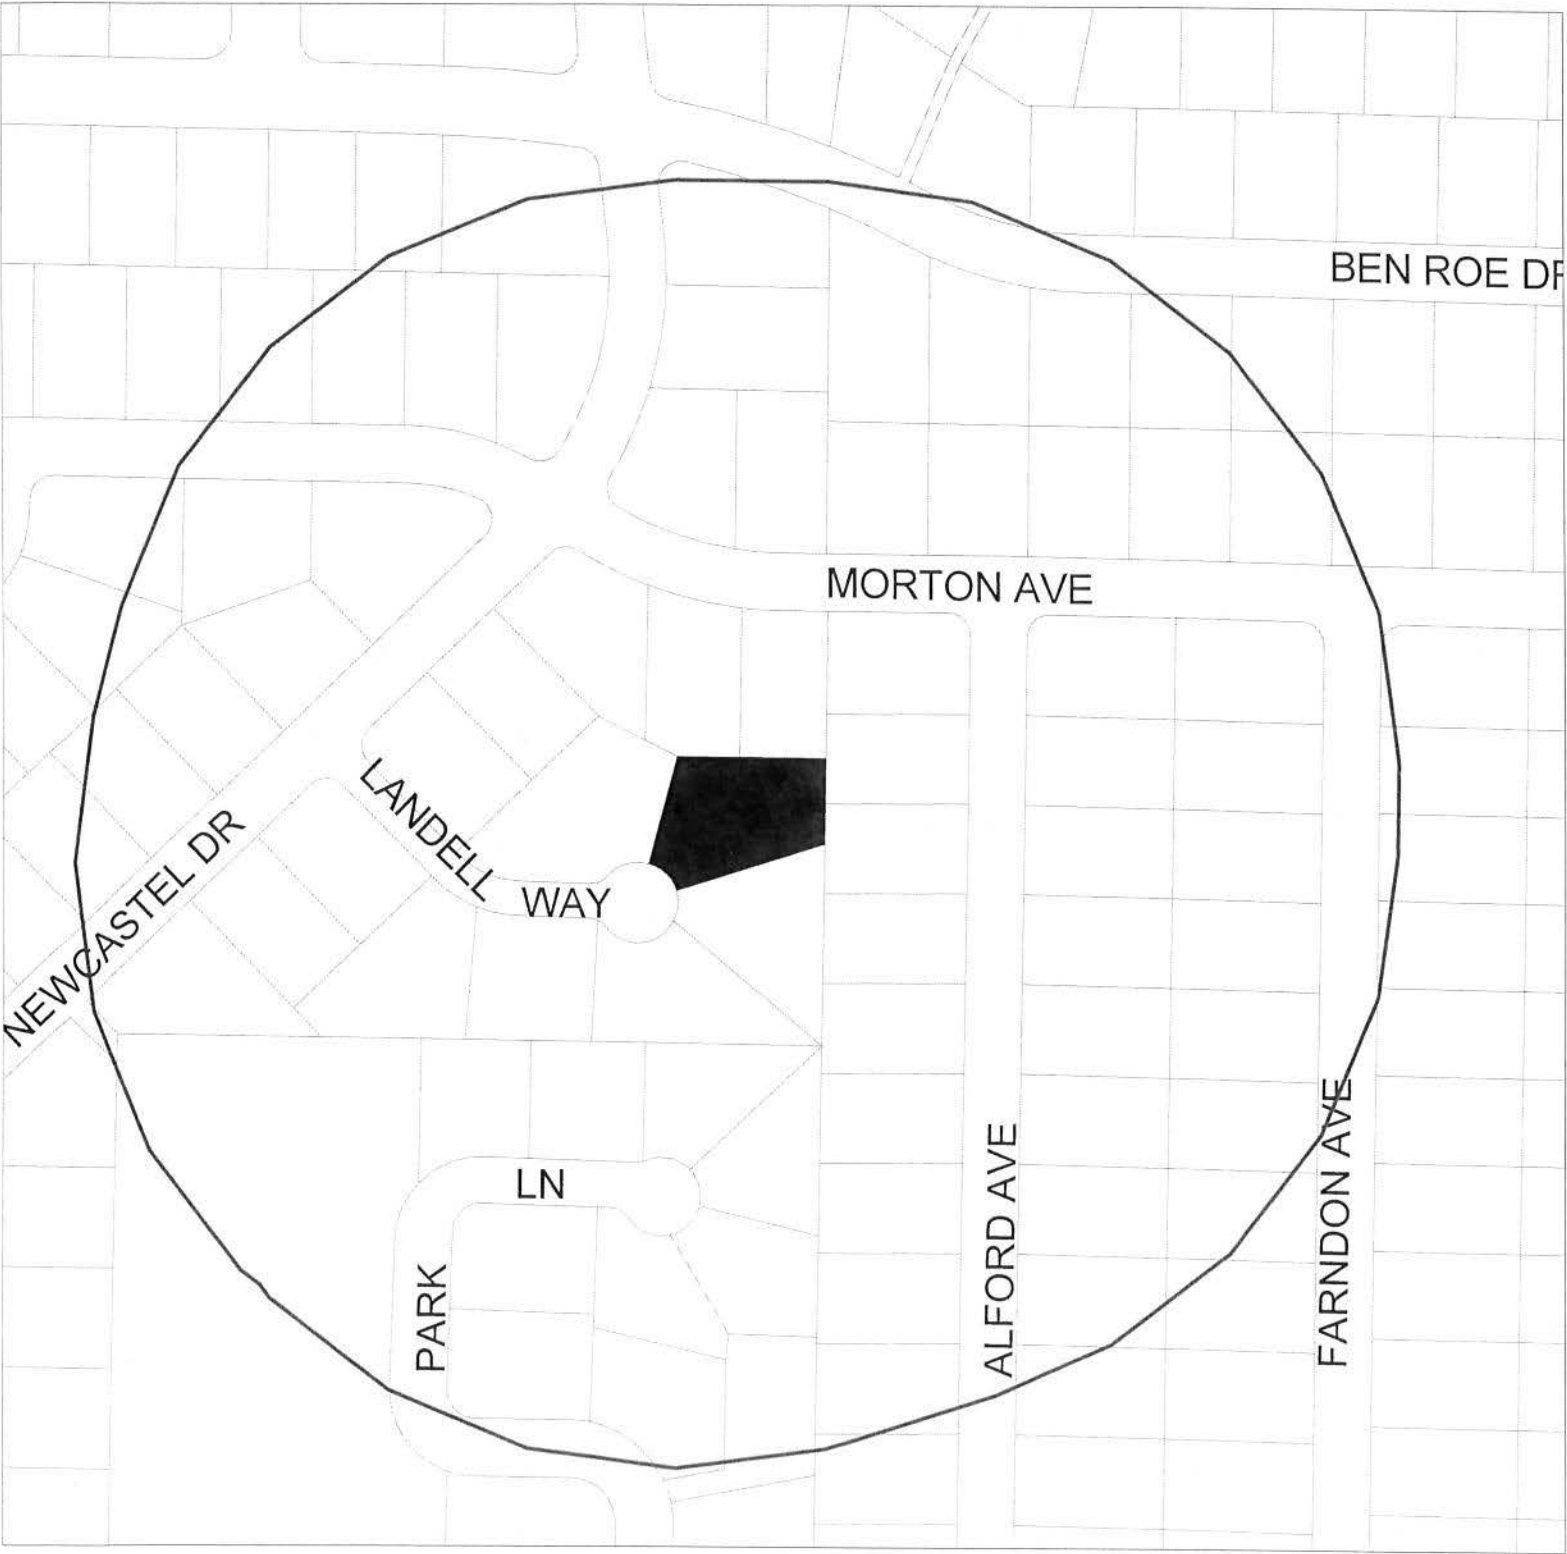 BEN ROE DR
MORTON AVE
LANDELL
WAY
NEWCASTEL DR
LN
PARK
ALFORD AVE
FARNDON AVE